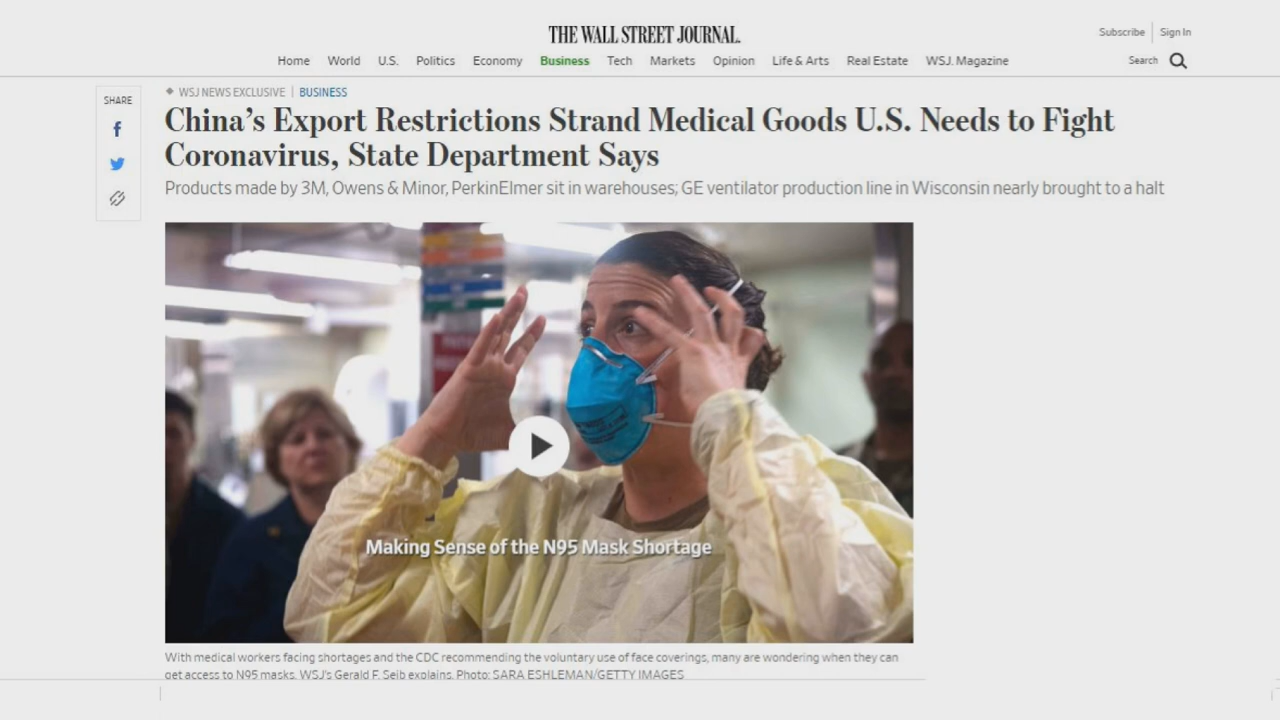 THE WALL STREET JOURNAL.
Subscribe Sign In
Home World U.S. Politics Economy Business Tech Markets Opinion Life & Arts Real Estate WSJ. Magazine
Search
SHARE
WSJ NEWS EXCLUSIVE | BUSINESS
China's Export Restrictions Strand Medical Goods U.S. Needs to Fight
Coronavirus, State Department Says
Products made by 3M, Owens & Minor, PerkinElmer sit in warehouses; GE ventilator production line in Wisconsin nearly brought to a halt
Making Sense of the N95 Mask Shortage
With medical workers facing shortages and the CDC recommending the voluntary use of face coverings, many are wondering when they can
get access to N95 masks. WSJ's Gerald F. Seib explains. Photo: SARA ESHLEMAN/GETTY IMAGES